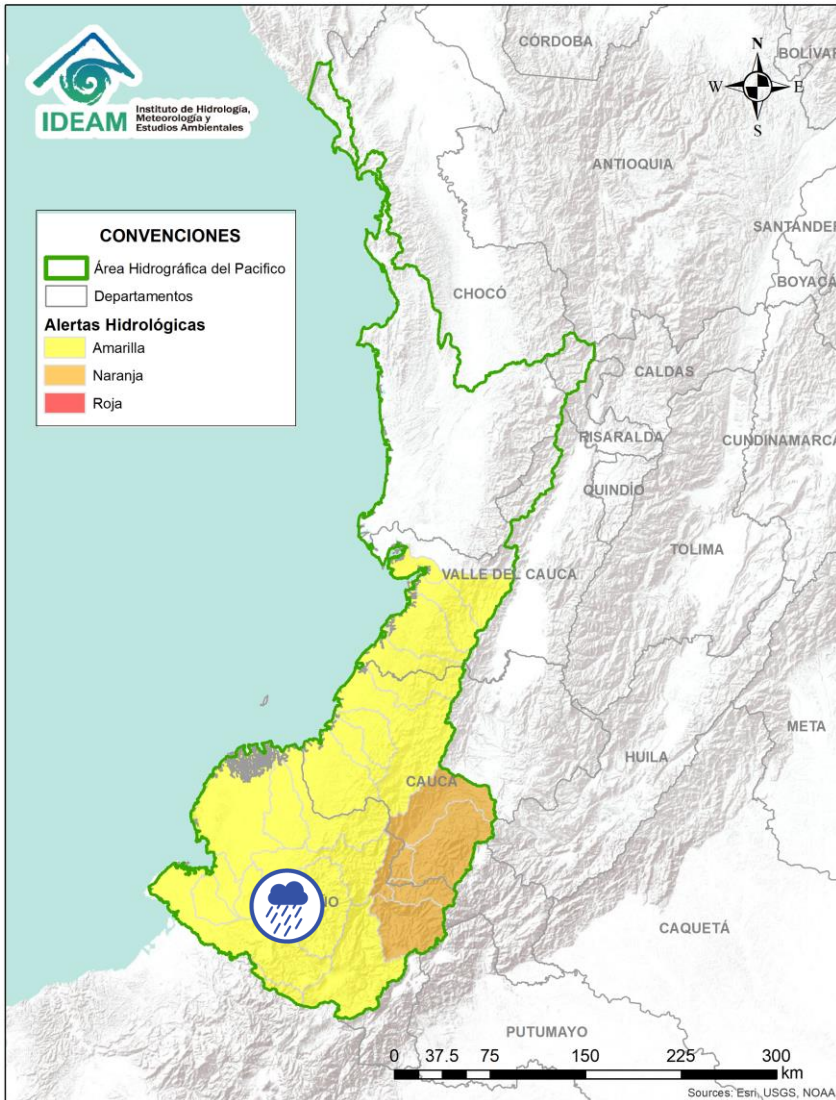 IDEAM
Instituto de Hidrología,
Meteorología y
Estudios Ambientales
N
W
E
S
CONVENCIONES
Área Hidrográfica del Pacifico
Departamentos
Alertas Hidrológicas
Amarilla
Naranja
Roja
CÓRDOBA
BOLÍVAR
ANTIOQUIA
SANTANDER
BOYACÁ
CHOCÓ
CALDAS
RISARALDA
CUNDINAMARCA
QUINDÍO
TOLIMA
VALLE DEL CAUCA
META
HUILA
CAUCA
ÑO
CAQUETÁ
PUTUMAYO
0 37.5 75 150 225 300
km
Sources: Esri, USGS, NOAA